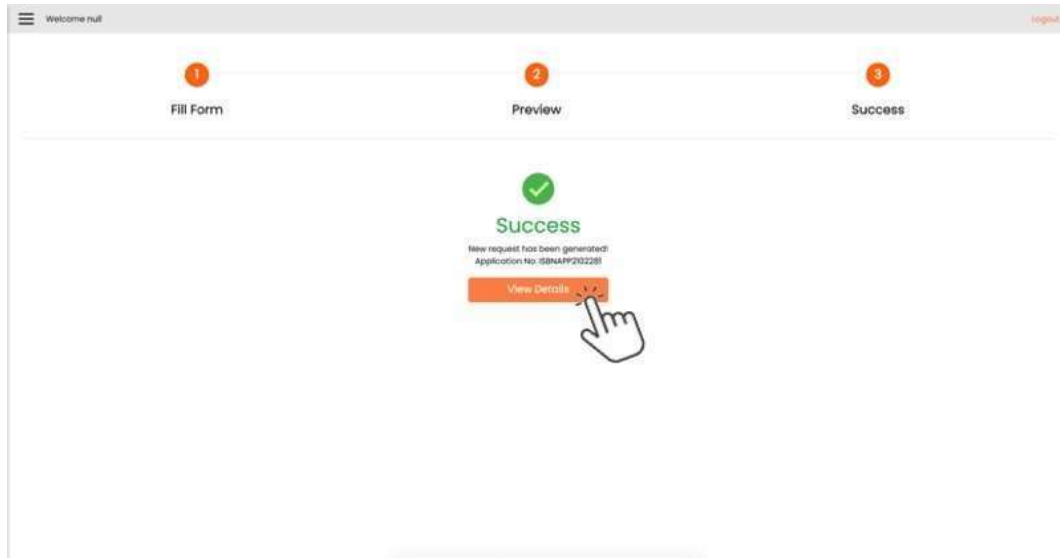 Welcome null
Logout
1
2
3
Fill Form
Preview
Success
Success
New request has been generated!
Application No: ISBNAPP2102281
View Details